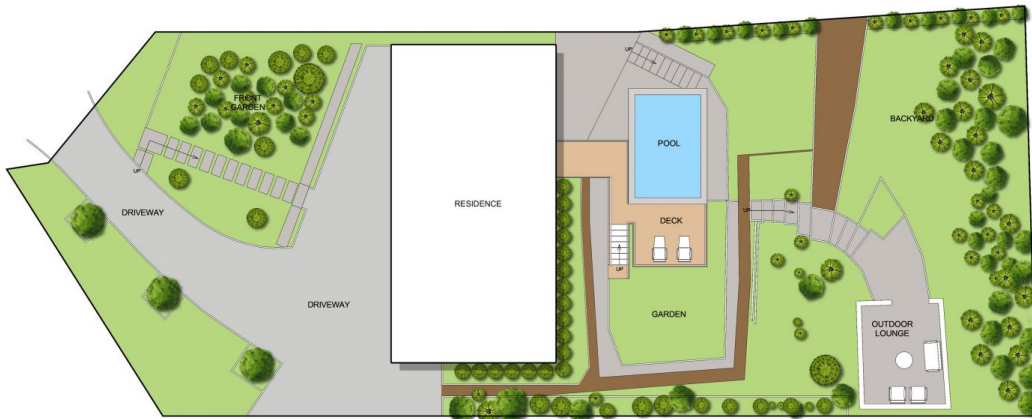 FRONT
GARDEN
UP
DRIVEWAY
DRIVEWAY
RESIDENCE
UP
POOL
DECK
UP
UP
GARDEN
BACKYARD
OUTDOOR
LOUNGE